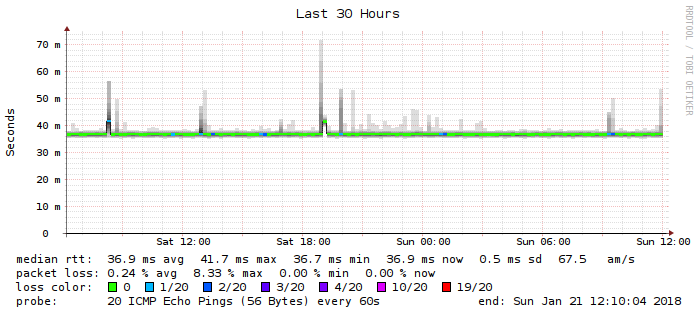 Last 30 Hours
RRDTOOL / TOBI OETIKER
Seconds
70 m
60 m
50 m
40 m
30 m
20 m
10 m
0
Sat 12:00 Sat 18:00 Sun 00:00 Sun 06:00 Sun 12:00
median rtt: 36.9 ms avg 41.7 ms max 36.7 ms min 36.9 ms now 0.5 ms sd 67.5 am/s
packet loss: 0.24 % avg 8.33 % max 0.00 % min 0.00 % now
loss color: 0 1/20 2/20 3/20 4/20 10/20 19/20
probe: 20 ICMP Echo Pings (56 Bytes) every 60s end: Sun Jan 21 12:10:04 2018